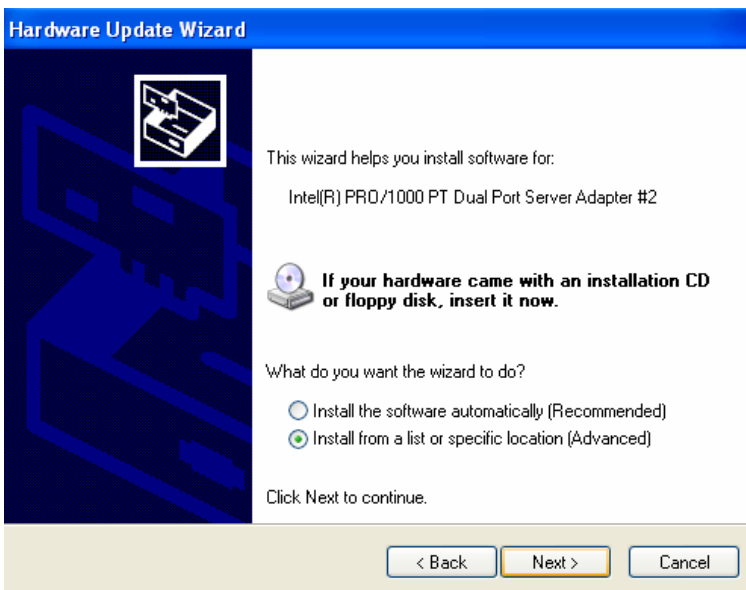 Hardware Update Wizard
This wizard helps you install software for:
Intel(R) PRO/1000 PT Dual Port Server Adapter #2
If your hardware came with an installation CD
or floppy disk, insert it now.
What do you want the wizard to do?
Install the software automatically (Recommended)
Install from a list or specific location (Advanced)
Click Next to continue.
< Back Next > Cancel